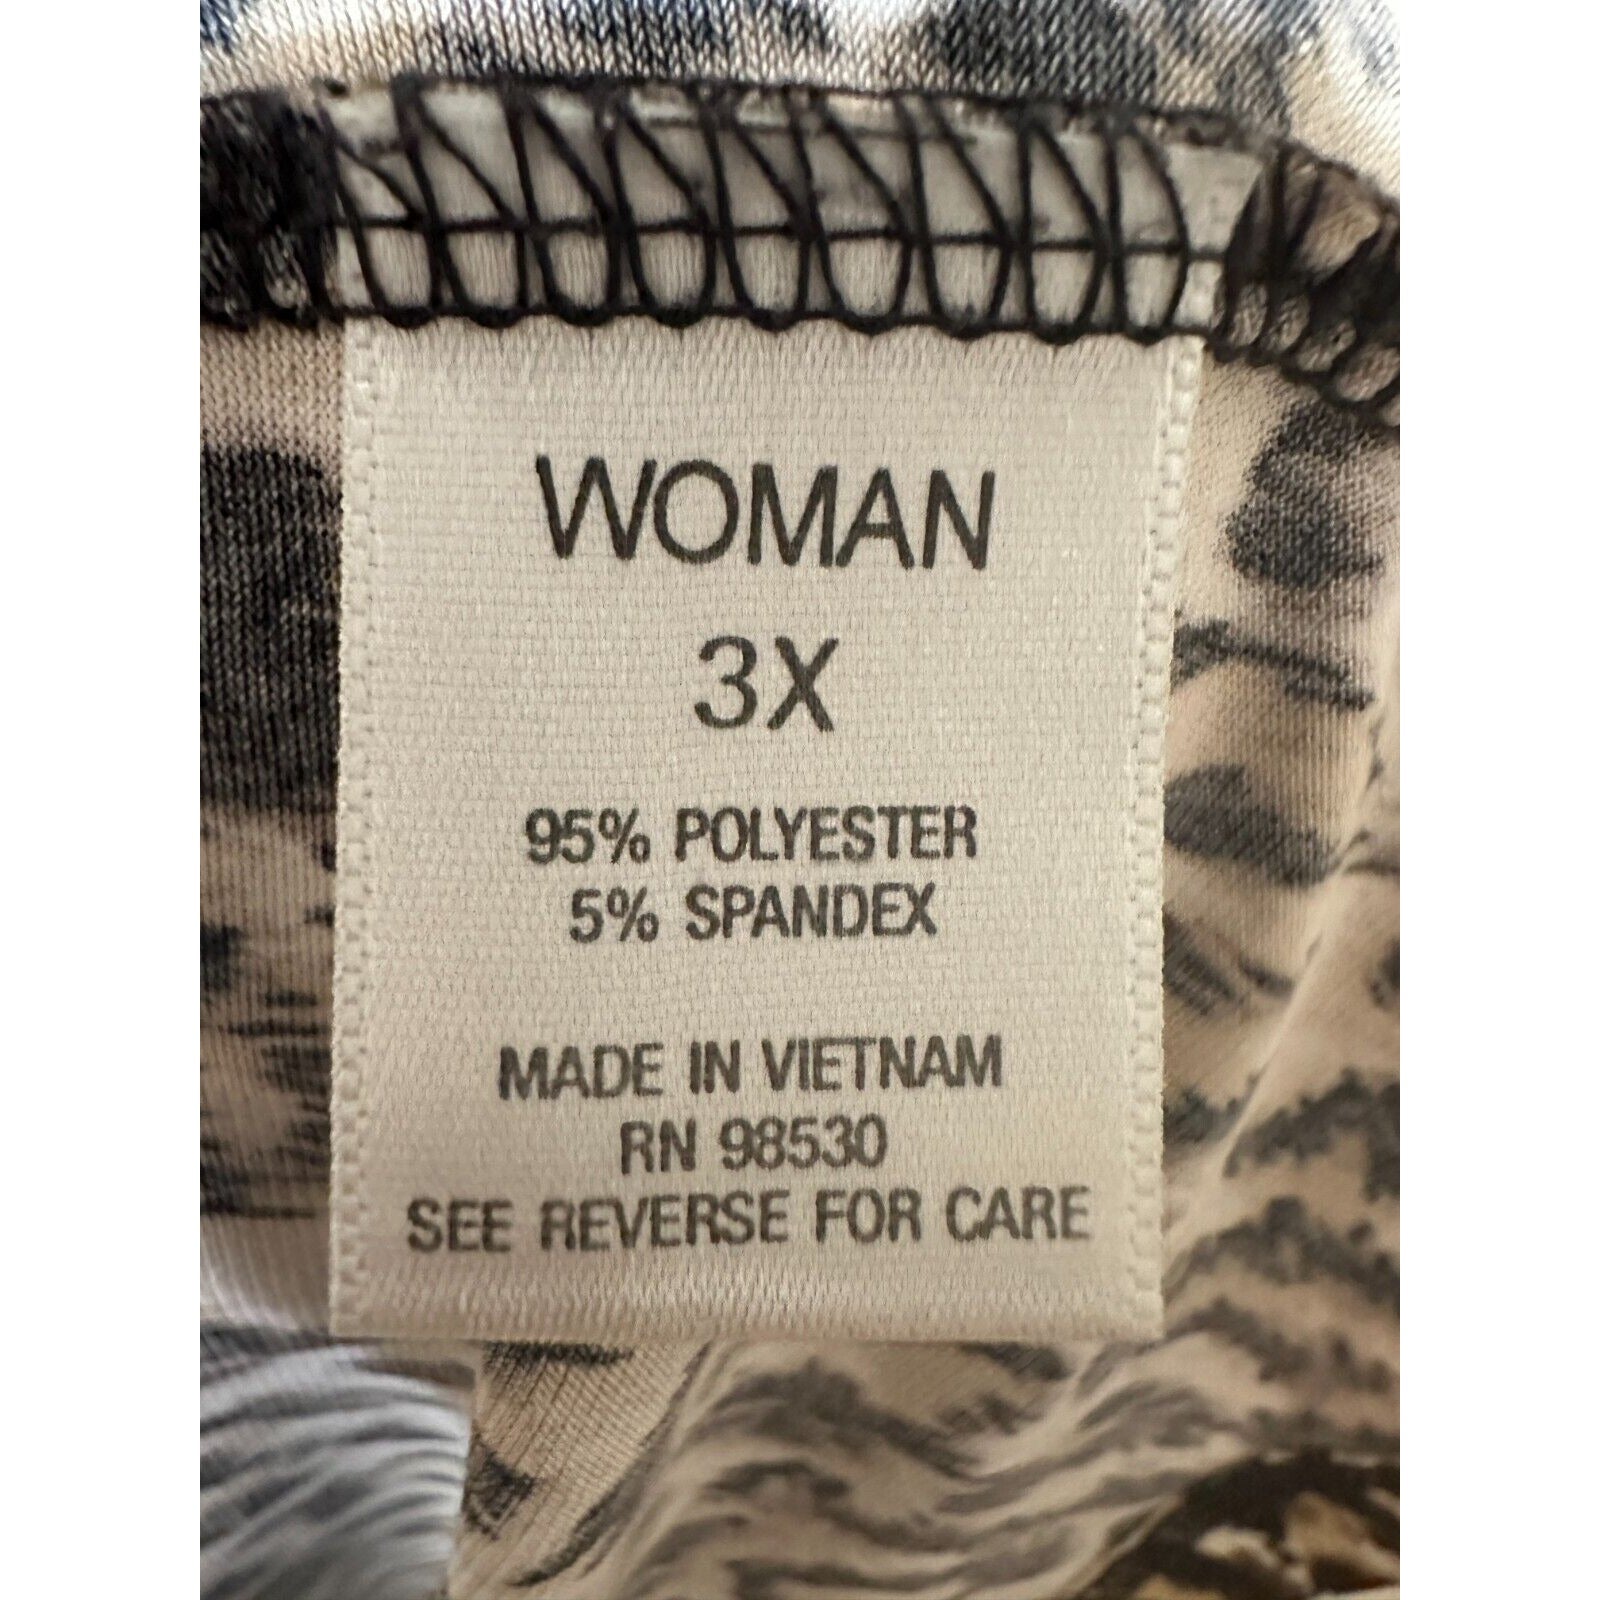 WOMAN
3X
95% POLYESTER
5% SPANDEX
MADE IN VIETNAM
RN 98530
SEE REVERSE FOR CARE